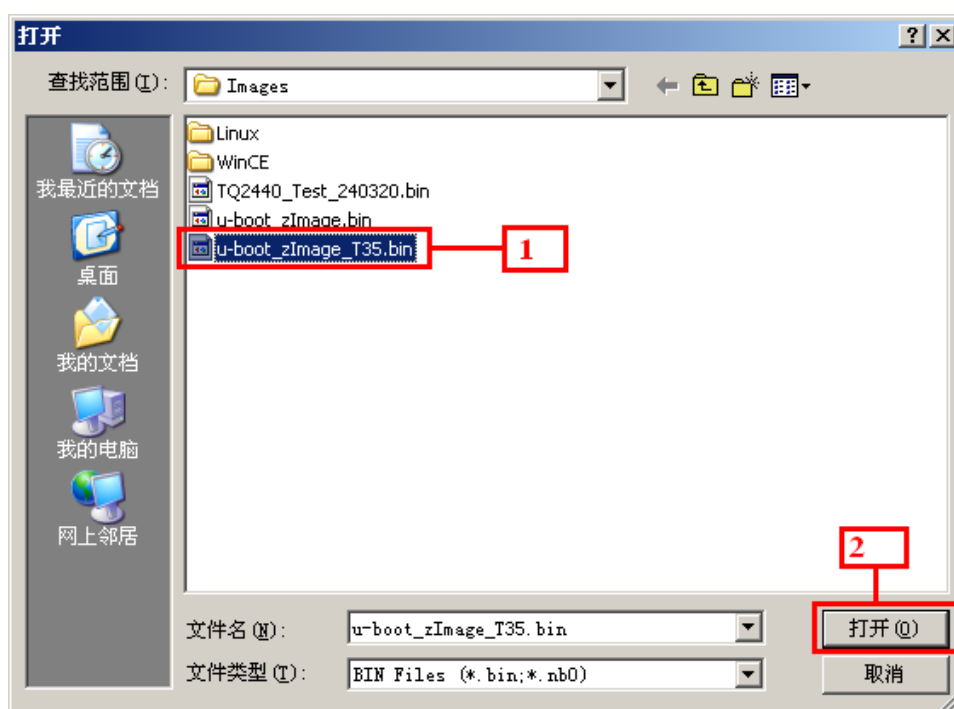 打开
查找范围(I):
Images
我最近的文档
桌面
我的文档
我的电脑
网上邻居
Linux
WinCE
TQ2440_Test_240320.bin
u-boot_zImage.bin
u-boot_zImage_T35.bin
1
2
文件名(N):
u-boot_zImage_T35.bin
打开(O)
文件类型(T):
BIN Files (*.bin;*.nb0)
取消